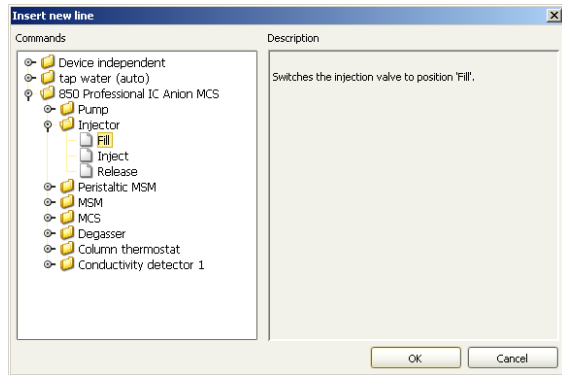 Insert new line
Commands
Description
Device independent
tap water (auto)
850 Professional IC Anion MCS
Pump
Injector
Fill
Inject
Release
Peristaltic MSM
MSM
MCS
Degasser
Column thermostat
Conductivity detector 1
Switches the injection valve to position 'Fill'.
OK
Cancel